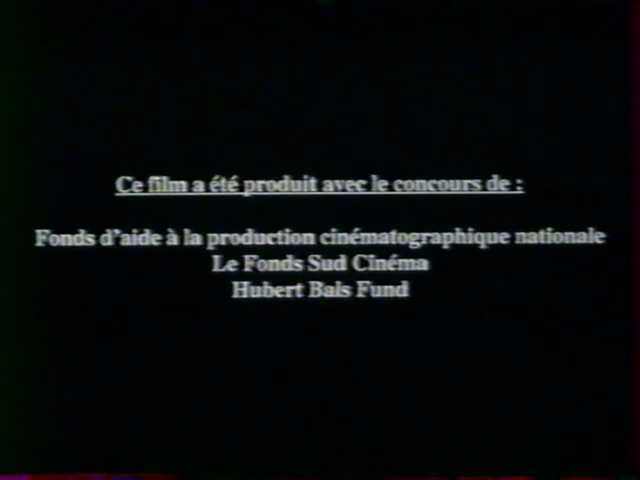 Ce film a été produit avec le concours de :
Fonds d'aide à la production cinématographique nationale
Le Fonds Sud Cinéma
Hubert Bals Fund